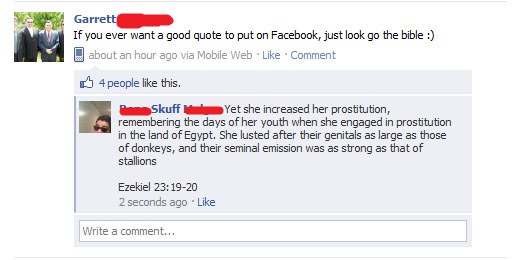 Garrett
If you ever want a good quote to put on Facebook, just look go the bible :)
about an hour ago via Mobile Web · Like · Comment
4 people like this.
Skuff Yet she increased her prostitution,
remembering the days of her youth when she engaged in prostitution
in the land of Egypt. She lusted after their genitals as large as those
of donkeys, and their seminal emission was as strong as that of
stallions
Ezekiel 23:19-20
2 seconds ago · Like
Write a comment...